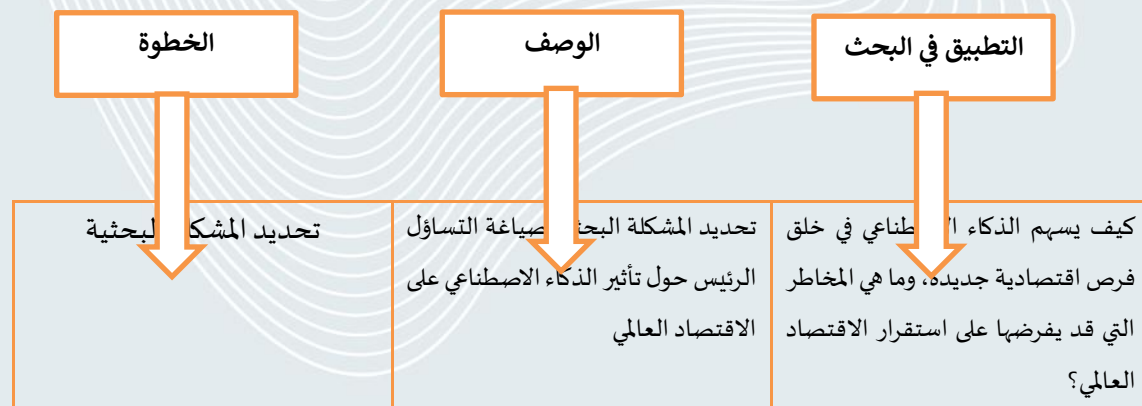 التطبيق في البحث
الوصف
الخطوة
كيف يسهم الذكاء الاصطناعي في خلق
فرص اقتصادية جديدة، وما هي المخاطر
التي قد يفرضها على استقرار الاقتصاد
العالمي؟
تحديد المشكلة البحثية صياغة التساؤل
الرئيس حول تأثير الذكاء الاصطناعي على
الاقتصاد العالمي
تحديد المشكلة البحثية